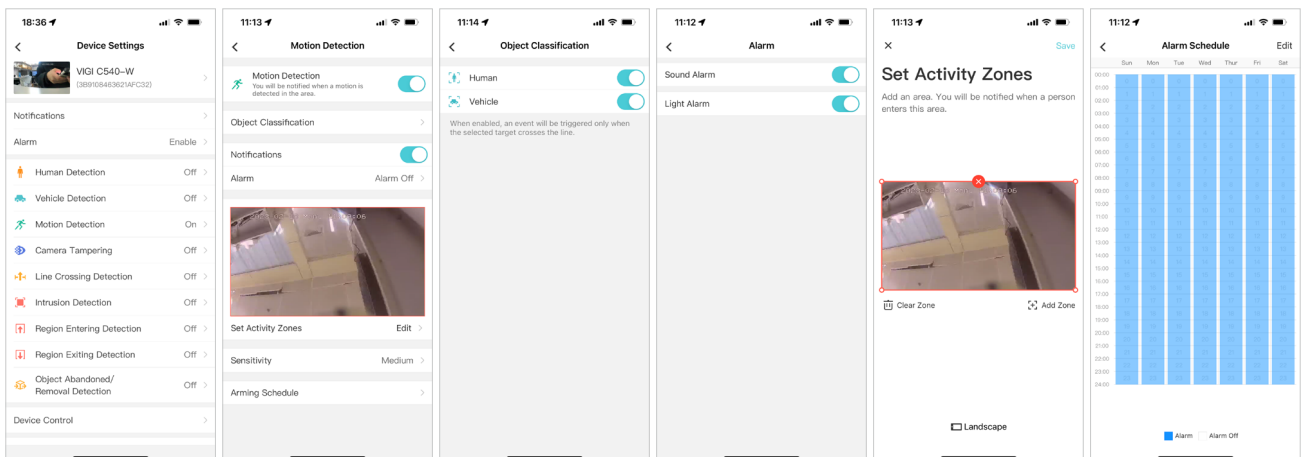 18:36
Device Settings
VIGI C540-W
(3B9108463621AFC32)
Notifications
Alarm Enable
Human Detection Off
Vehicle Detection Off
Motion Detection On
Camera Tampering Off
Line Crossing Detection Off
Intrusion Detection Off
Region Entering Detection Off
Region Exiting Detection Off
Object Abandoned/
Removal Detection Off
Device Control
11:13
Motion Detection
Motion Detection
You will be notified when a motion is
detected in the area.
Object Classification
Notifications
Alarm Alarm Off
Set Activity Zones Edit
Sensitivity Medium
Arming Schedule
11:14
Object Classification
Human
Vehicle
When enabled, an event will be triggered only when
the selected target crosses the line.
11:12
Alarm
Sound Alarm
Light Alarm
11:13
Save
Set Activity Zones
Add an area. You will be notified when a person
enters this area.
Clear Zone Add Zone
Landscape
11:12
Alarm Schedule Edit
Sun Mon Tue Wed Thur Fri Sat
00:00
01:00
02:00
03:00
04:00
05:00
06:00
07:00
08:00
09:00
10:00
11:00
12:00
13:00
14:00
15:00
16:00
17:00
18:00
19:00
20:00
21:00
22:00
23:00
24:00
Alarm Alarm Off